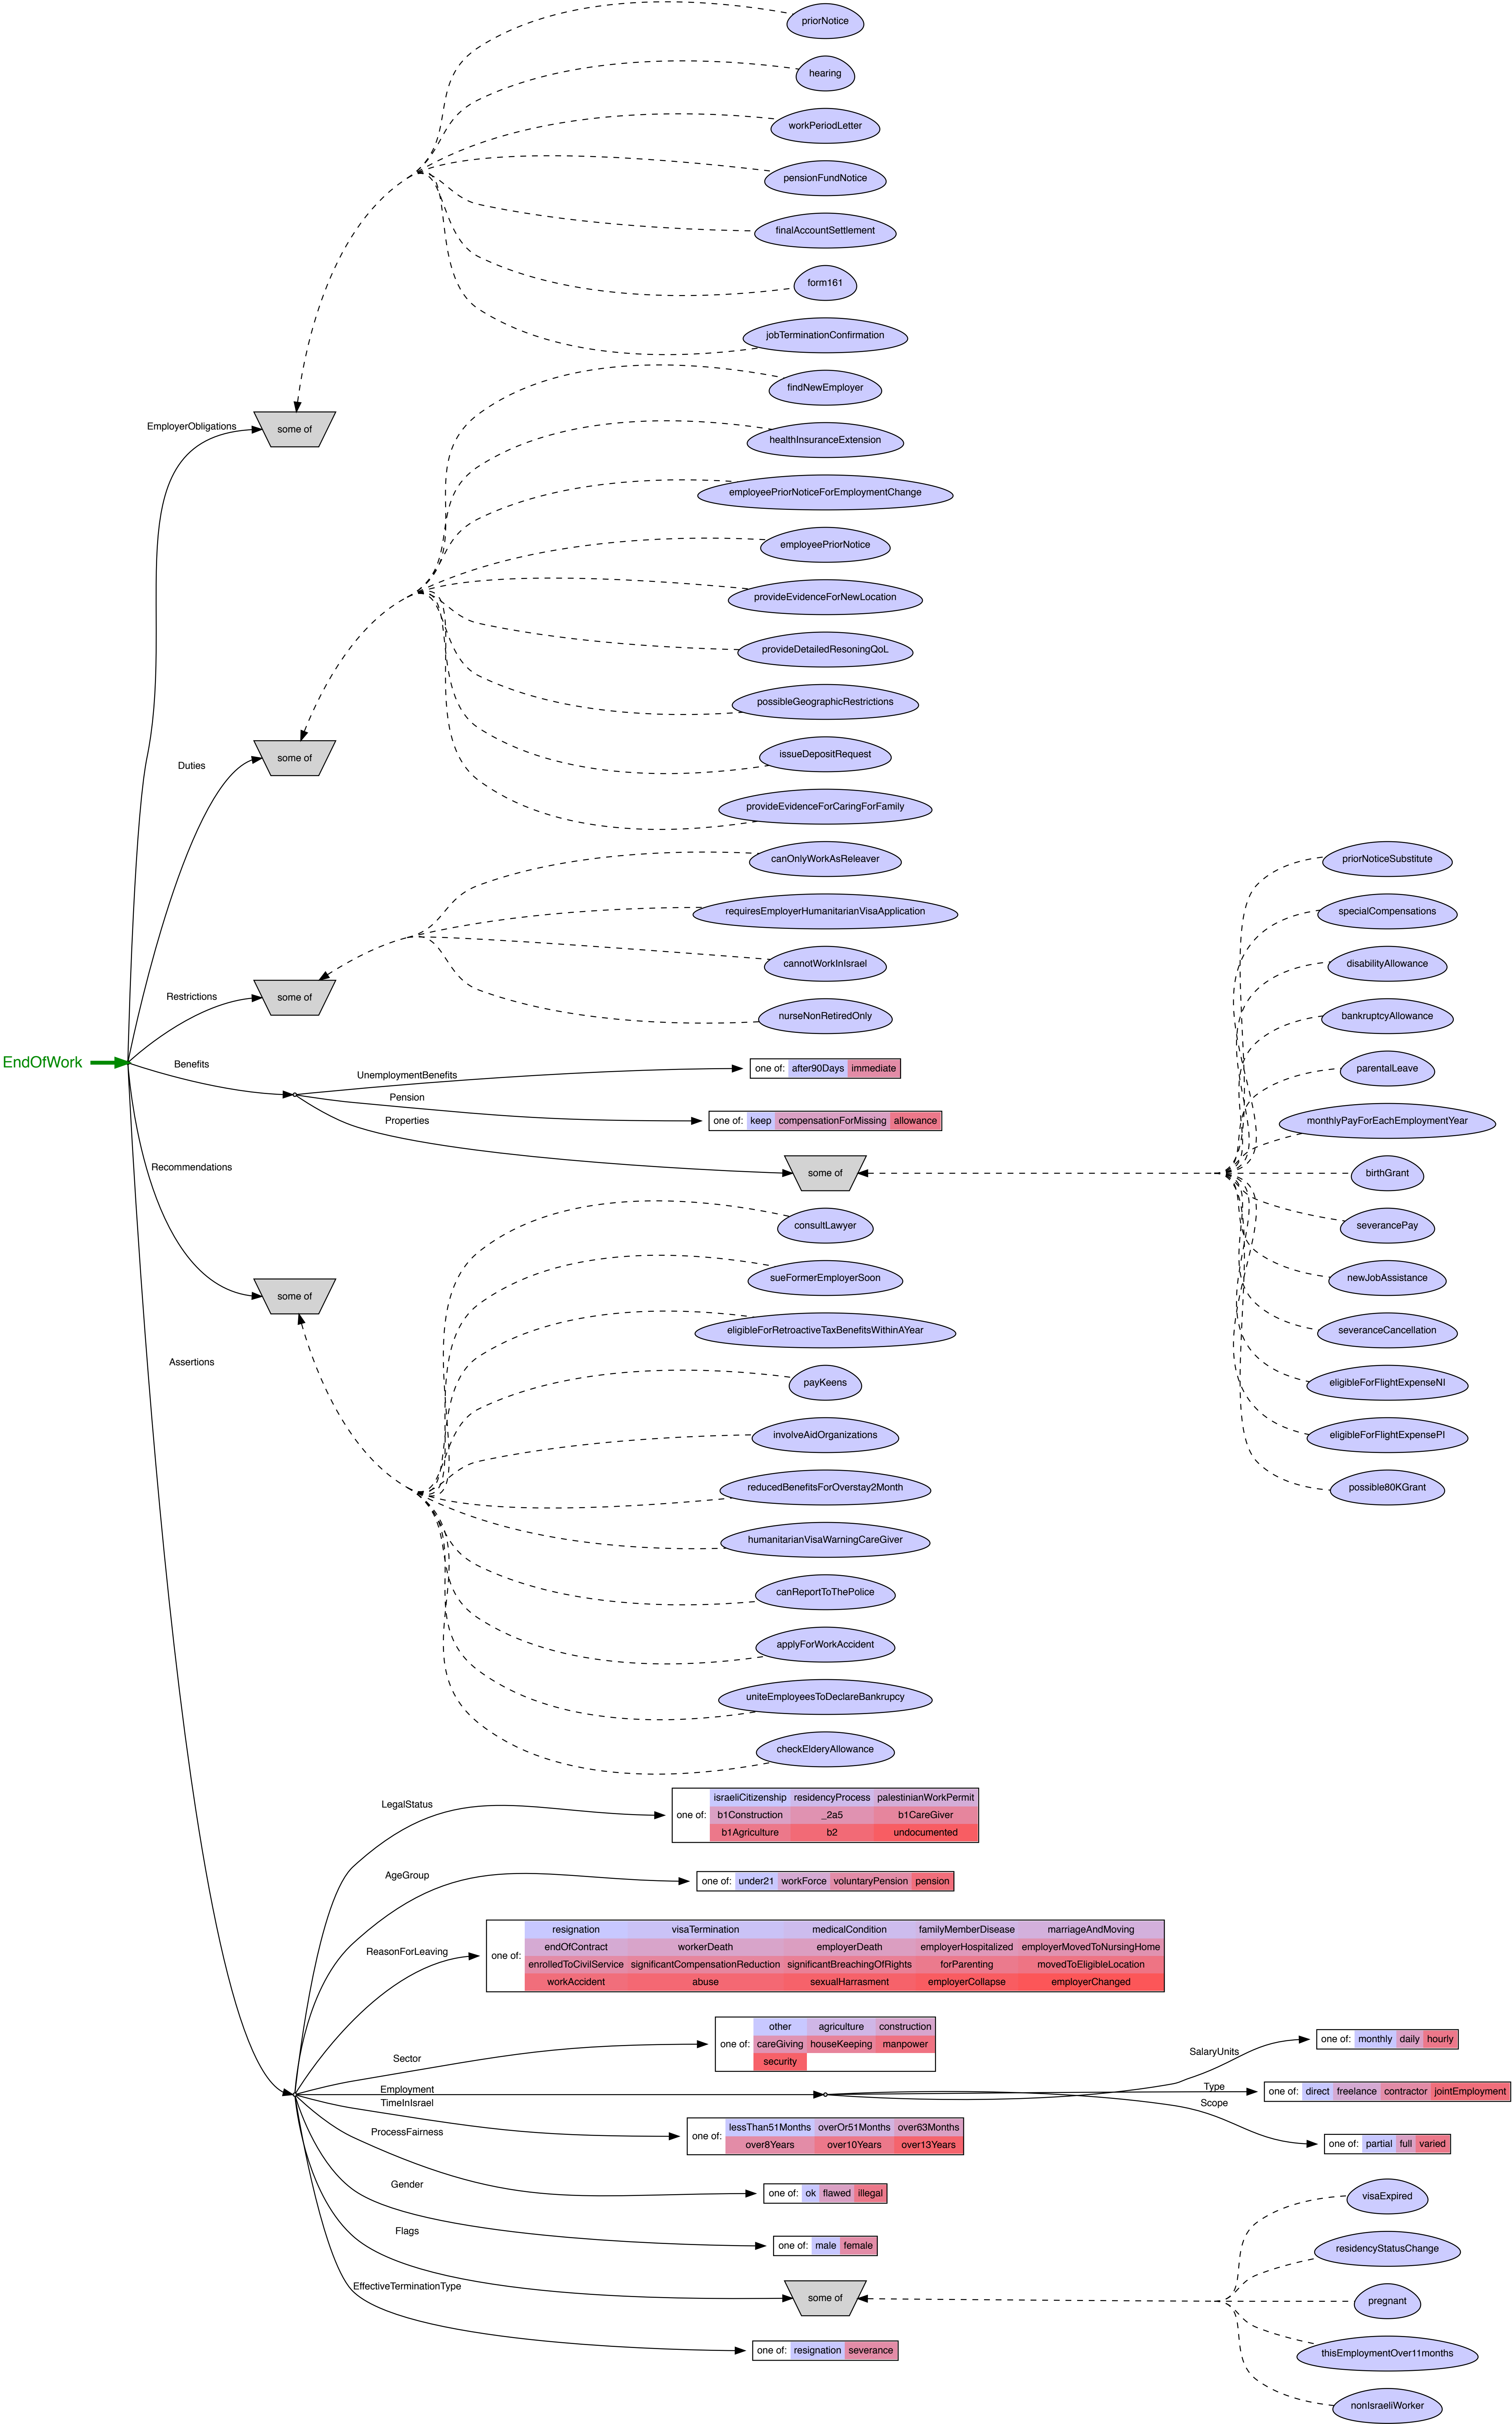 priorNotice
hearing
workPeriodLetter
pensionFundNotice
finalAccountSettlement
form161
jobTerminationConfirmation
EmployerObligations
some of
findNewEmployer
healthInsuranceExtension
employeePriorNoticeForEmploymentChange
employeePriorNotice
provideEvidenceForNewLocation
provideDetailedResoningQoL
possibleGeographicRestrictions
issueDepositRequest
provideEvidenceForCaringForFamily
Duties
some of
canOnlyWorkAsReleaver
requiresEmployerHumanitarianVisaApplication
cannotWorkInIsrael
nurseNonRetiredOnly
Restrictions
some of
EndOfWork
Benefits
UnemploymentBenefits
one of: after90Days immediate
Pension
one of: keep compensationForMissing allowance
Properties
some of
priorNoticeSubstitute
specialCompensations
disabilityAllowance
bankruptcyAllowance
parentalLeave
monthlyPayForEachEmploymentYear
birthGrant
severancePay
newJobAssistance
severanceCancellation
eligibleForFlightExpenseNI
eligibleForFlightExpensePI
possible80KGrant
Recommendations
some of
consultLawyer
sueFormerEmployerSoon
eligibleForRetroactiveTaxBenefitsWithinAYear
payKeens
involveAidOrganizations
reducedBenefitsForOverstay2Month
humanitarianVisaWarningCareGiver
canReportToThePolice
applyForWorkAccident
uniteEmployeesToDeclareBankrupcy
checkElderyAllowance
Assertions
LegalStatus
one of:
israeliCitizenship residencyProcess palestinianWorkPermit
b1Construction _2a5 b1CareGiver
b1Agriculture b2 undocumented
AgeGroup
one of: under21 workForce voluntaryPension pension
ReasonForLeaving
one of:
resignation visaTermination medicalCondition familyMemberDisease marriageAndMoving
endOfContract workerDeath employerDeath employerHospitalized employerMovedToNursingHome
enrolledToCivilService significantCompensationReduction significantBreachingOfRights forParenting movedToEligibleLocation
workAccident abuse sexualHarrasment employerCollapse employerChanged
Sector
one of:
other agriculture construction
careGiving houseKeeping manpower
security
Employment
SalaryUnits
one of: monthly daily hourly
Type
one of: direct freelance contractor jointEmployment
Scope
one of: partial full varied
TimeInIsrael
one of:
lessThan51Months overOr51Months over63Months
over8Years over10Years over13Years
ProcessFairness
one of: ok flawed illegal
Gender
one of: male female
Flags
some of
visaExpired
residencyStatusChange
pregnant
thisEmploymentOver11months
nonIsraeliWorker
EffectiveTerminationType
one of: resignation severance